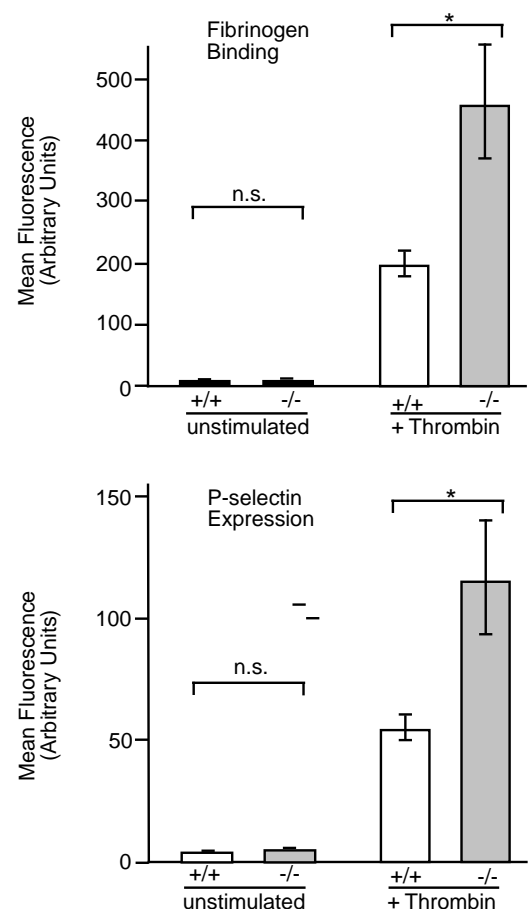 Fibrinogen
Binding
*
500
400
300
200
100
0
Mean Fluorescence
(Arbitrary Units)
n.s.
+/+ -/- +/+ -/-
unstimulated + Thrombin
P-selectin
Expression
*
150
100
50
0
Mean Fluorescence
(Arbitrary Units)
n.s.
+/+ -/- +/+ -/-
unstimulated + Thrombin